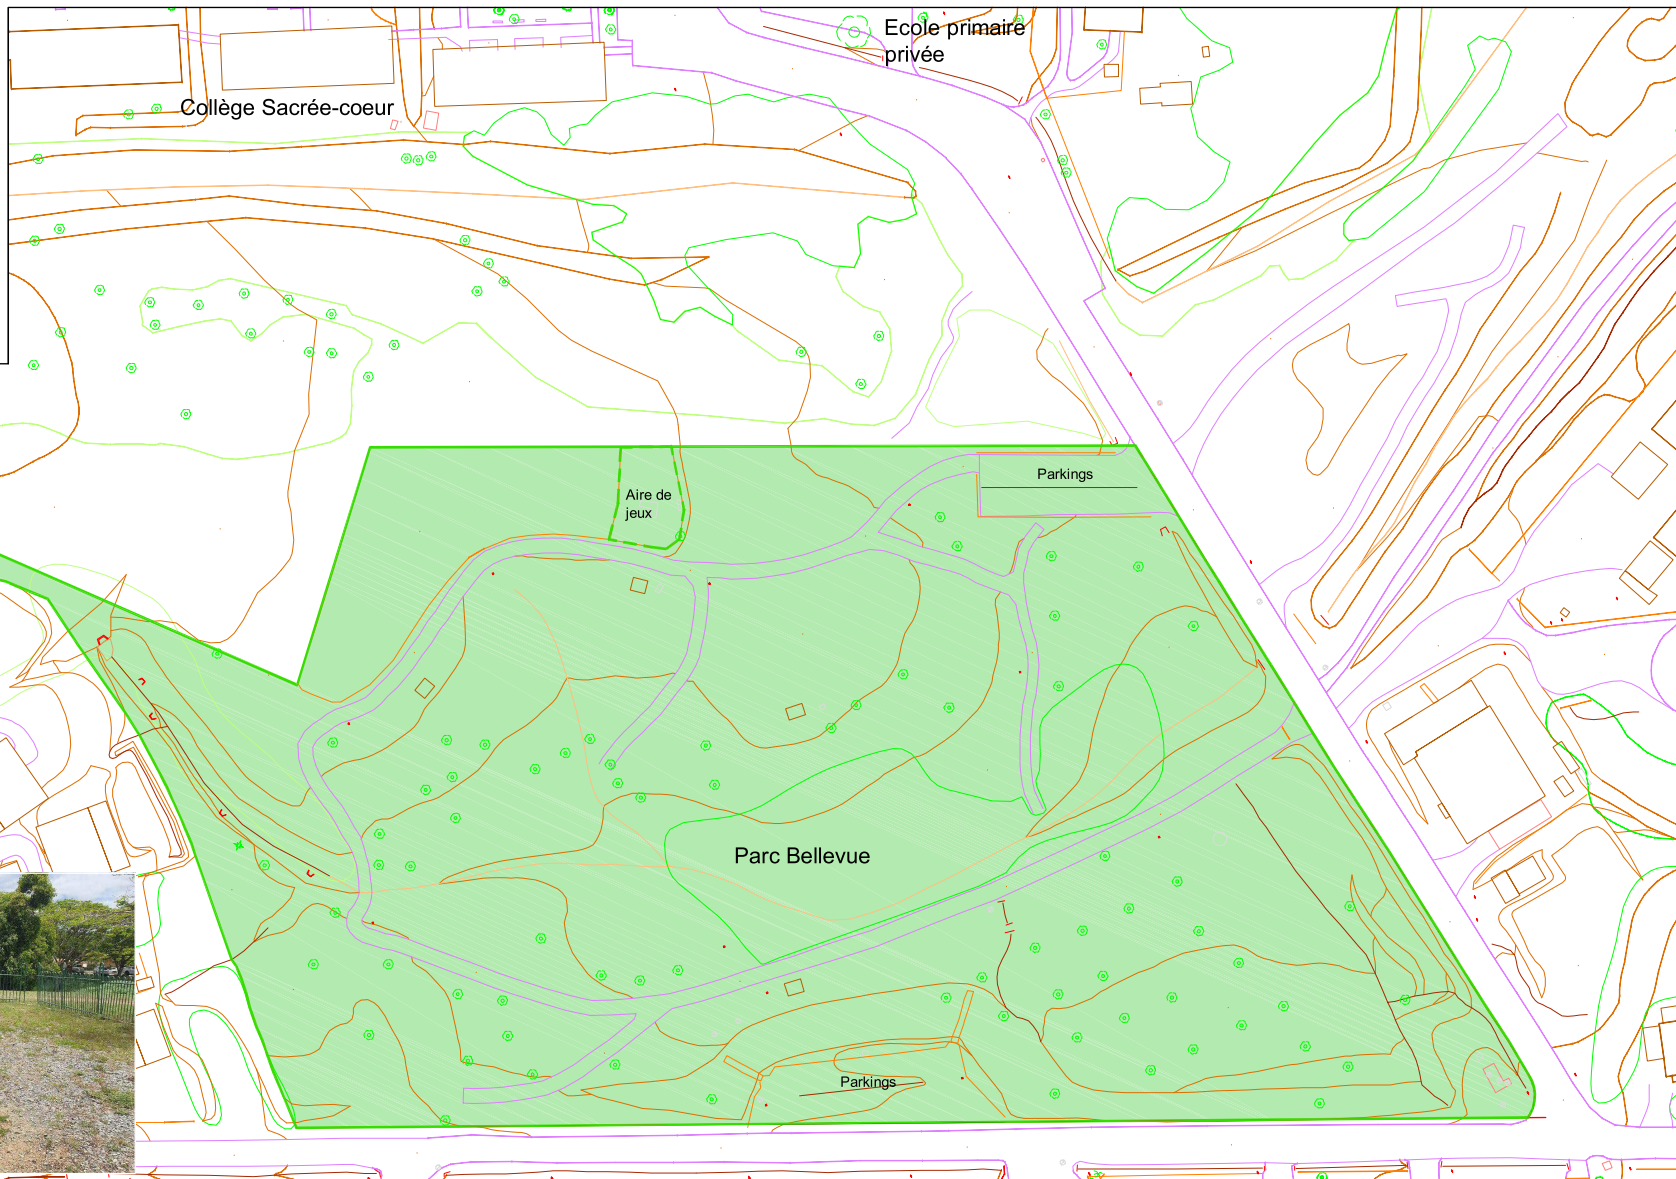 Ecole primaire
privée
Collège Sacrée-coeur
Parkings
Aire de
jeux
Parc Bellevue
Parkings